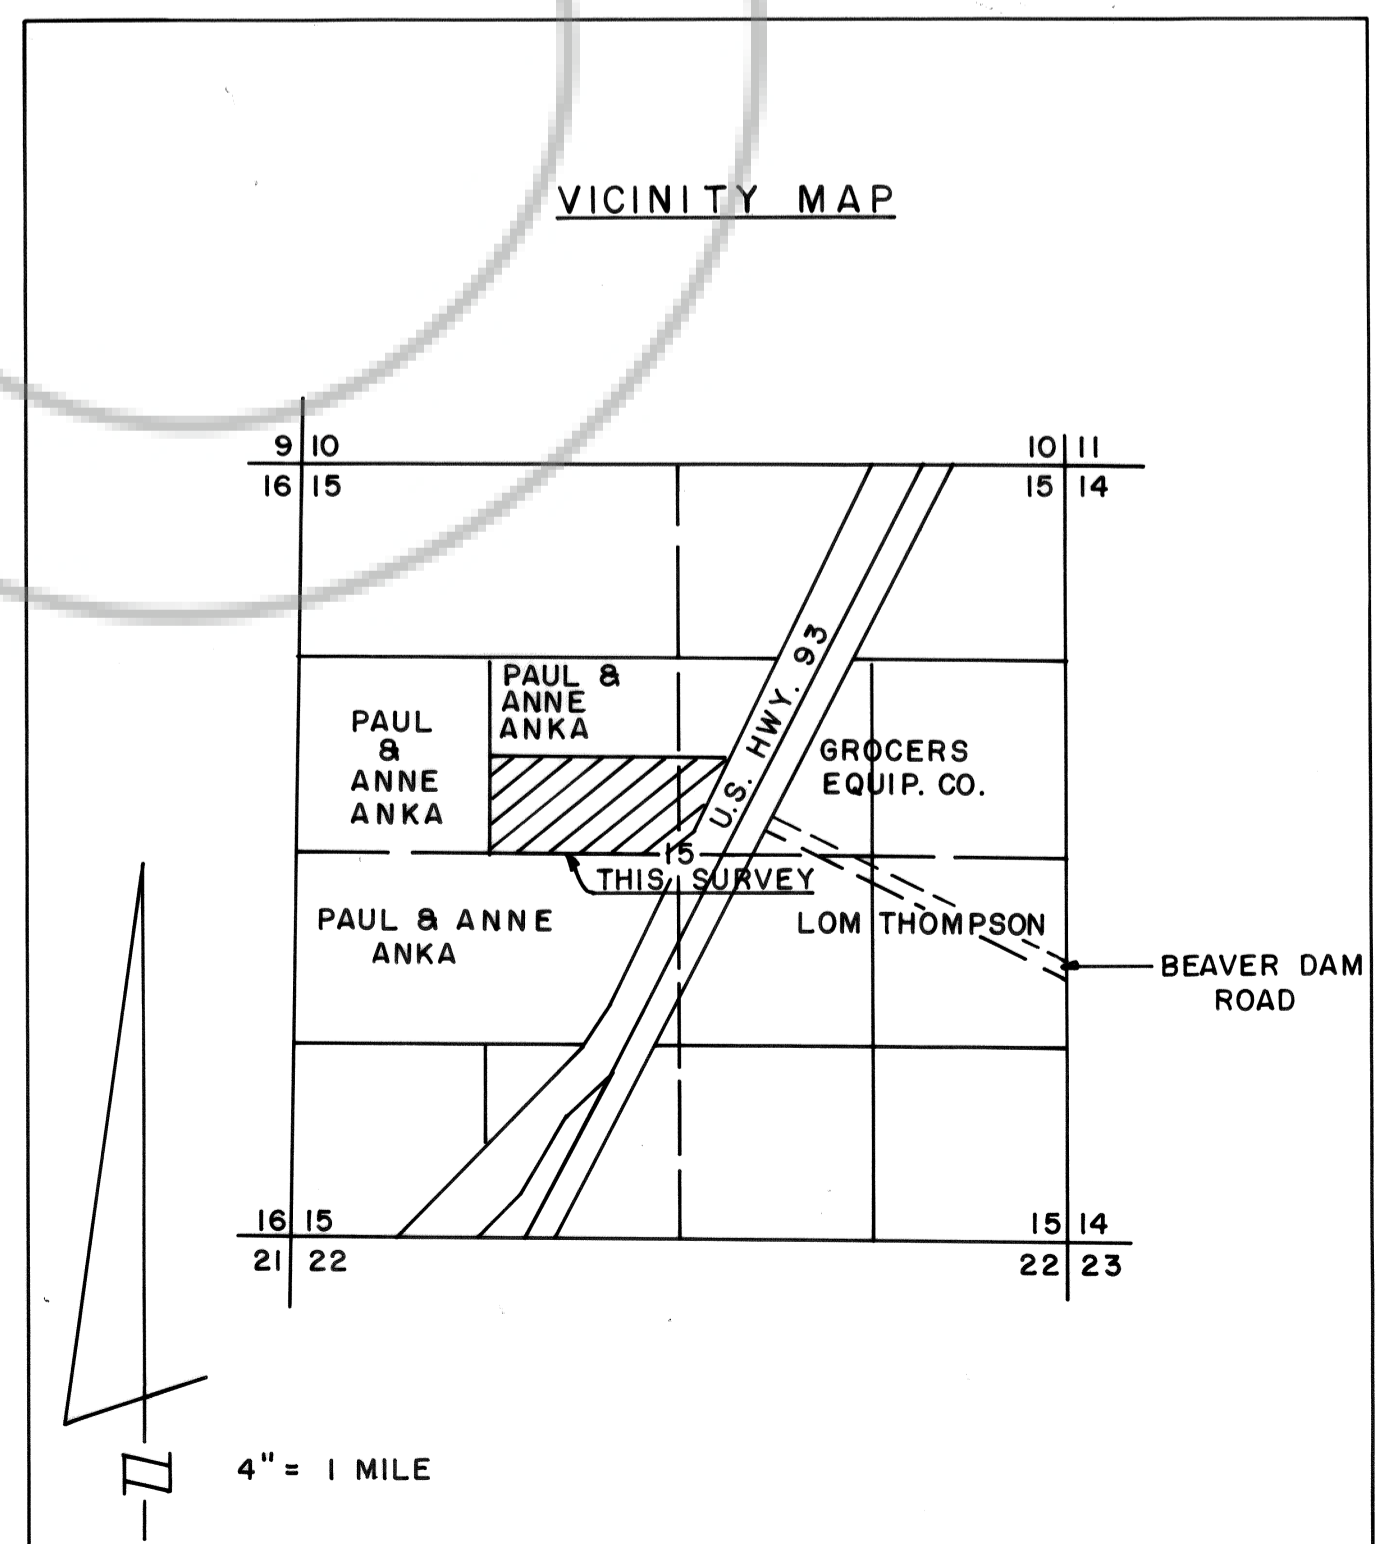 VICINITY MAP
9 10
16 15
10 11
15 14
U.S. HWY. 93
PAUL &
ANNE
ANKA
PAUL
&
ANNE
ANKA
GROCERS
EQUIP. CO.
15
THIS SURVEY
PAUL & ANNE
ANKA
LOM THOMPSON
BEAVER DAM
ROAD
16 15
21 22
15 14
22 23
N
4" = 1 MILE